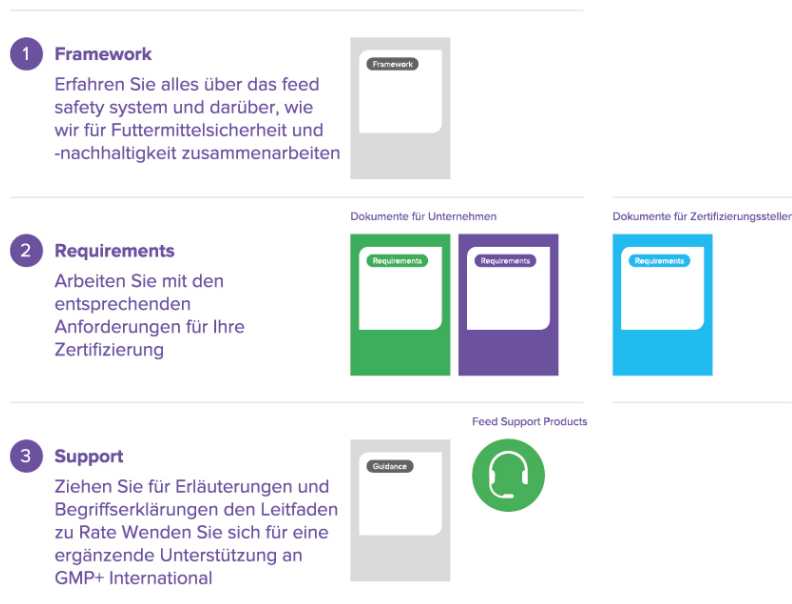 1 Framework
Framework
Erfahren Sie alles über das feed
safety system und darüber, wie
wir für Futtermittelsicherheit und
-nachhaltigkeit zusammenarbeiten
Dokumente für Unternehmen
Dokumente für Zertifizierungsstellen
2 Requirements
Requirements
Requirements
Requirements
Arbeiten Sie mit den
entsprechenden
Anforderungen für Ihre
Zertifizierung
Feed Support Products
3 Support
Guidance
Ziehen Sie für Erläuterungen und
Begriffserklärungen den Leitfaden
zu Rate Wenden Sie sich für eine
ergänzende Unterstützung an
GMP+ International